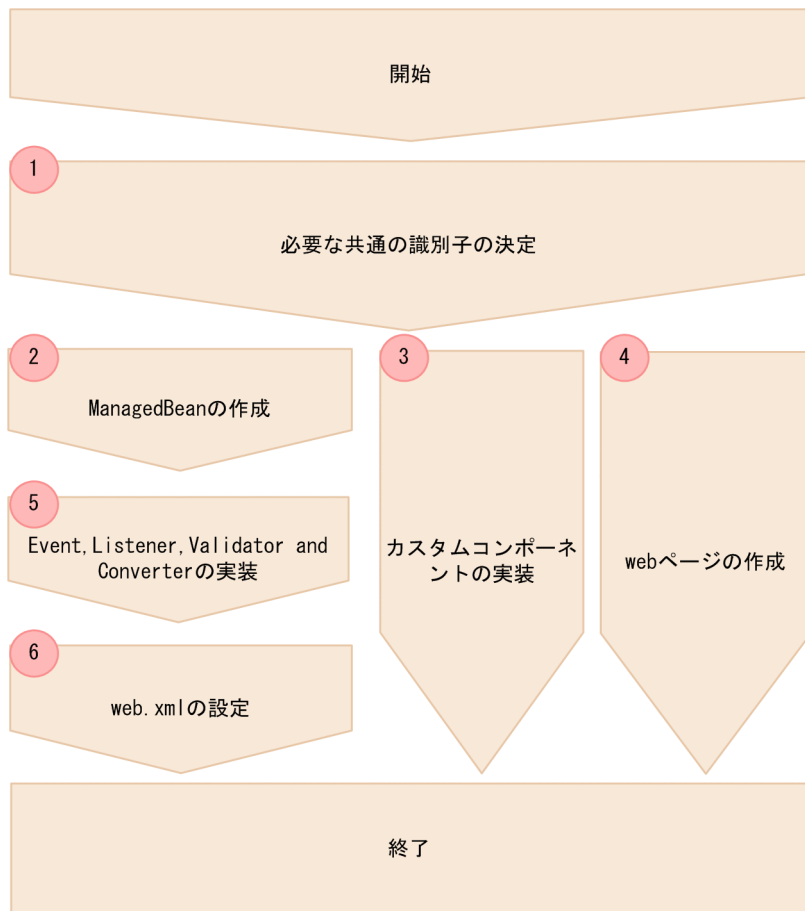 開始
1
必要な共通の識別子の決定
2
ManagedBeanの作成
3
カスタムコンポーネ
ントの実装
4
webページの作成
5
Event,Listener,Validator and
Converterの実装
6
web.xmlの設定
終了